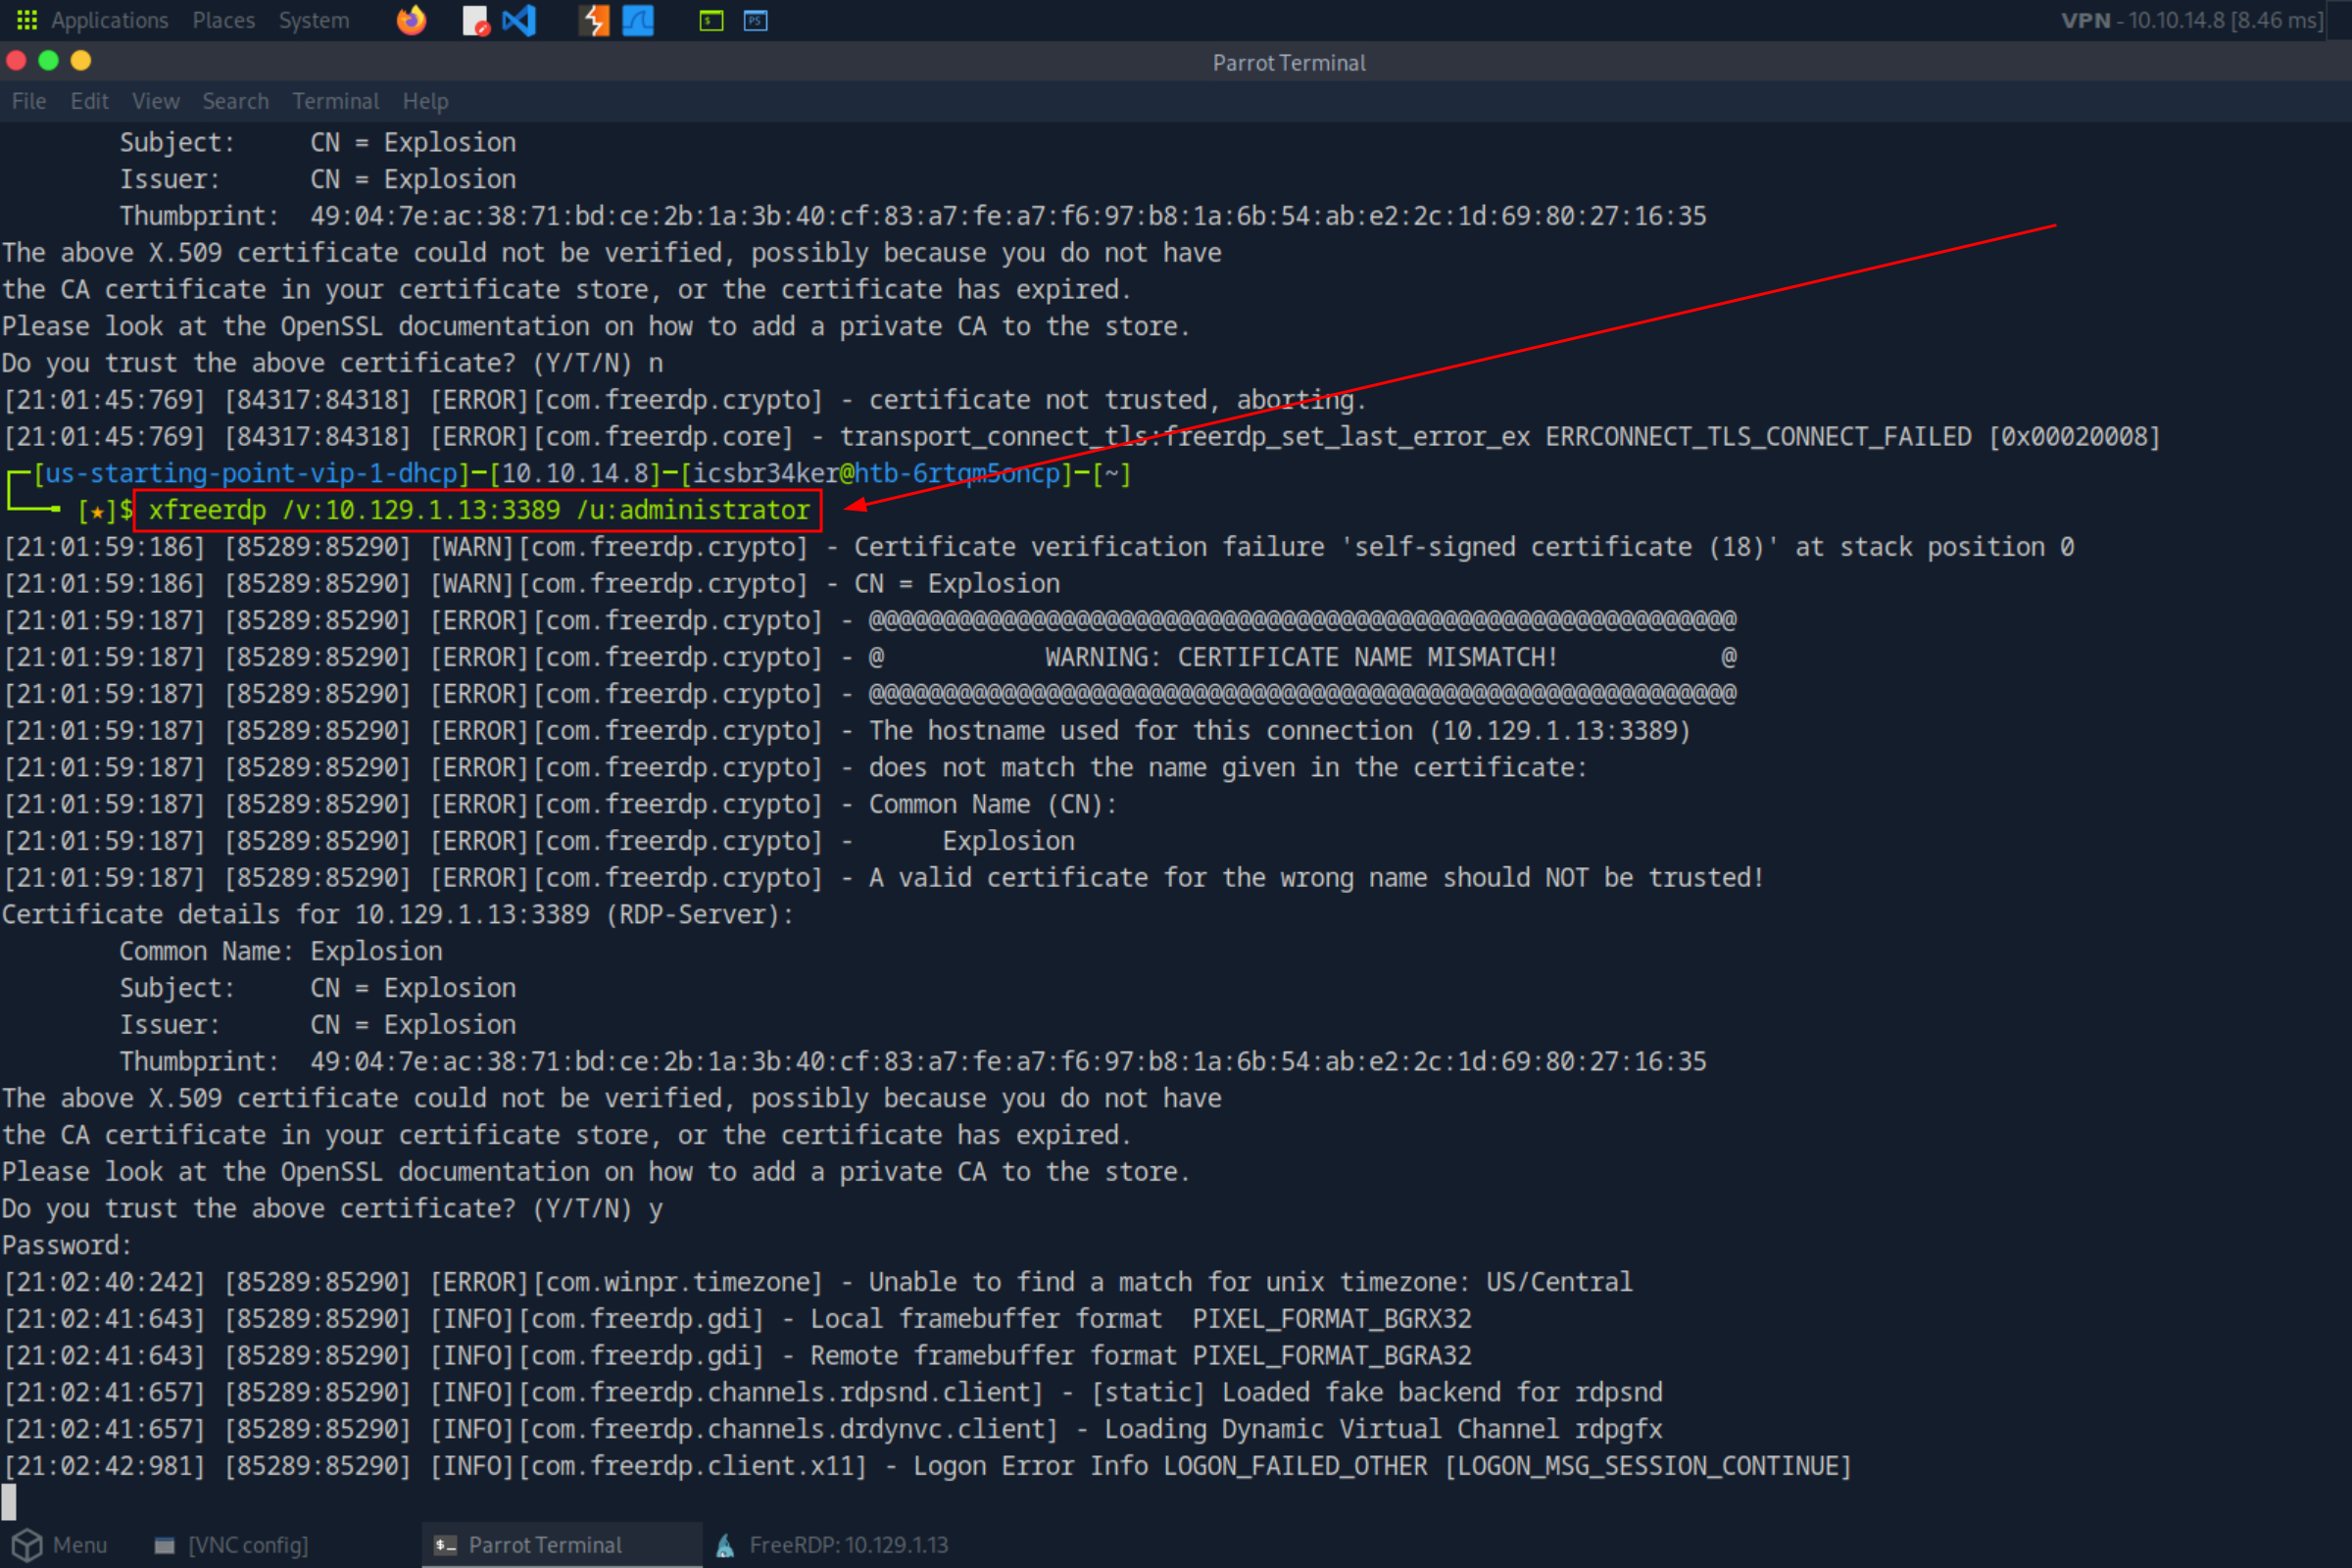 Applications Places System
VPN - 10.10.14.8 [8.46 ms]
Parrot Terminal
File Edit View Search Terminal Help
Subject: CN = Explosion
Issuer: CN = Explosion
Thumbprint: 49:04:7e:ac:38:71:bd:ce:2b:1a:3b:40:cf:83:a7:fe:a7:f6:97:b8:1a:6b:54:ab:e2:2c:1d:69:80:27:16:35
The above X.509 certificate could not be verified, possibly because you do not have
the CA certificate in your certificate store, or the certificate has expired.
Please look at the OpenSSL documentation on how to add a private CA to the store.
Do you trust the above certificate? (Y/T/N) n
[21:01:45:769] [84317:84318] [ERROR][com.freerdp.crypto] - certificate not trusted, aborting.
[21:01:45:769] [84317:84318] [ERROR][com.freerdp.core] - transport_connect_tls:freerdp_set_last_error_ex ERRCONNECT_TLS_CONNECT_FAILED [0x00020008]
┌─[us-starting-point-vip-1-dhcp]─[10.10.14.8]─[icsbr34ker@htb-6rtqm5oncp]─[~]
└──╼ [★]$ xfreerdp /v:10.129.1.13:3389 /u:administrator
[21:01:59:186] [85289:85290] [WARN][com.freerdp.crypto] - Certificate verification failure 'self-signed certificate (18)' at stack position 0
[21:01:59:186] [85289:85290] [WARN][com.freerdp.crypto] - CN = Explosion
[21:01:59:187] [85289:85290] [ERROR][com.freerdp.crypto] - @@@@@@@@@@@@@@@@@@@@@@@@@@@@@@@@@@@@@@@@@@@@@@@@@@@@@@@@@@@
[21:01:59:187] [85289:85290] [ERROR][com.freerdp.crypto] - @           WARNING: CERTIFICATE NAME MISMATCH!           @
[21:01:59:187] [85289:85290] [ERROR][com.freerdp.crypto] - @@@@@@@@@@@@@@@@@@@@@@@@@@@@@@@@@@@@@@@@@@@@@@@@@@@@@@@@@@@
[21:01:59:187] [85289:85290] [ERROR][com.freerdp.crypto] - The hostname used for this connection (10.129.1.13:3389)
[21:01:59:187] [85289:85290] [ERROR][com.freerdp.crypto] - does not match the name given in the certificate:
[21:01:59:187] [85289:85290] [ERROR][com.freerdp.crypto] - Common Name (CN):
[21:01:59:187] [85289:85290] [ERROR][com.freerdp.crypto] -      Explosion
[21:01:59:187] [85289:85290] [ERROR][com.freerdp.crypto] - A valid certificate for the wrong name should NOT be trusted!
Certificate details for 10.129.1.13:3389 (RDP-Server):
Common Name: Explosion
Subject: CN = Explosion
Issuer: CN = Explosion
Thumbprint: 49:04:7e:ac:38:71:bd:ce:2b:1a:3b:40:cf:83:a7:fe:a7:f6:97:b8:1a:6b:54:ab:e2:2c:1d:69:80:27:16:35
The above X.509 certificate could not be verified, possibly because you do not have
the CA certificate in your certificate store, or the certificate has expired.
Please look at the OpenSSL documentation on how to add a private CA to the store.
Do you trust the above certificate? (Y/T/N) y
Password:
[21:02:40:242] [85289:85290] [ERROR][com.winpr.timezone] - Unable to find a match for unix timezone: US/Central
[21:02:41:643] [85289:85290] [INFO][com.freerdp.gdi] - Local framebuffer format  PIXEL_FORMAT_BGRX32
[21:02:41:643] [85289:85290] [INFO][com.freerdp.gdi] - Remote framebuffer format PIXEL_FORMAT_BGRA32
[21:02:41:657] [85289:85290] [INFO][com.freerdp.channels.rdpsnd.client] - [static] Loaded fake backend for rdpsnd
[21:02:41:657] [85289:85290] [INFO][com.freerdp.channels.drdynvc.client] - Loading Dynamic Virtual Channel rdpgfx
[21:02:42:981] [85289:85290] [INFO][com.freerdp.client.x11] - Logon Error Info LOGON_FAILED_OTHER [LOGON_MSG_SESSION_CONTINUE]
Menu [VNC config] Parrot Terminal FreeRDP: 10.129.1.13